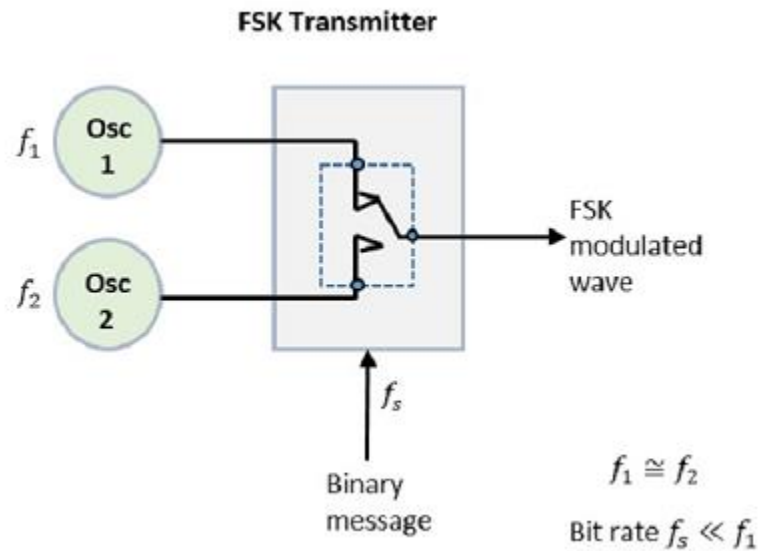 FSK Transmitter
f₁
Osc
1
f₂
Osc
2
FSK
modulated
wave
fₛ
Binary
message
f₁ ≅ f₂
Bit rate fₛ ≪ f₁